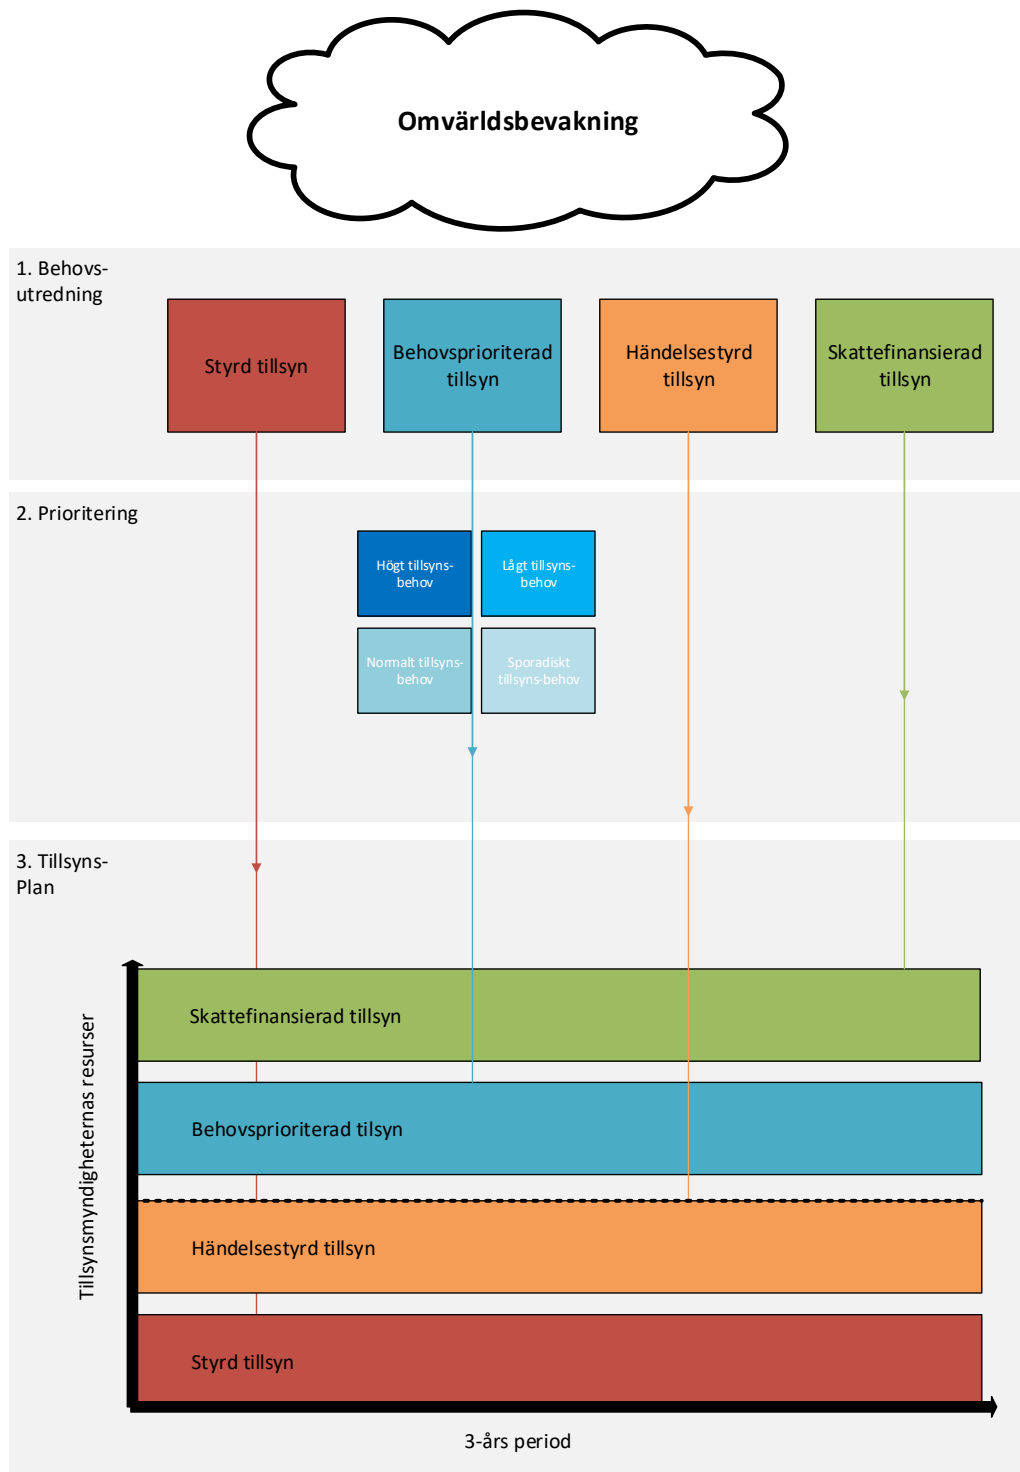 Omvärldsbevakning
1. Behovs-
utredning
Styrd tillsyn
Behovsprioriterad
tillsyn
Händelsestyrd
tillsyn
Skattefinansierad
tillsyn
2. Prioritering
Högt tillsyns-
behov
Lågt tillsyns-
behov
Normalt tillsyns-
behov
Sporadiskt
tillsyns-behov
3. Tillsyns-
Plan
Tillsynsmyndigheternas resurser
Skattefinansierad tillsyn
Behovsprioriterad tilsyn
Händelsestyrd tillsyn
Styrd tillsyn
3-års period